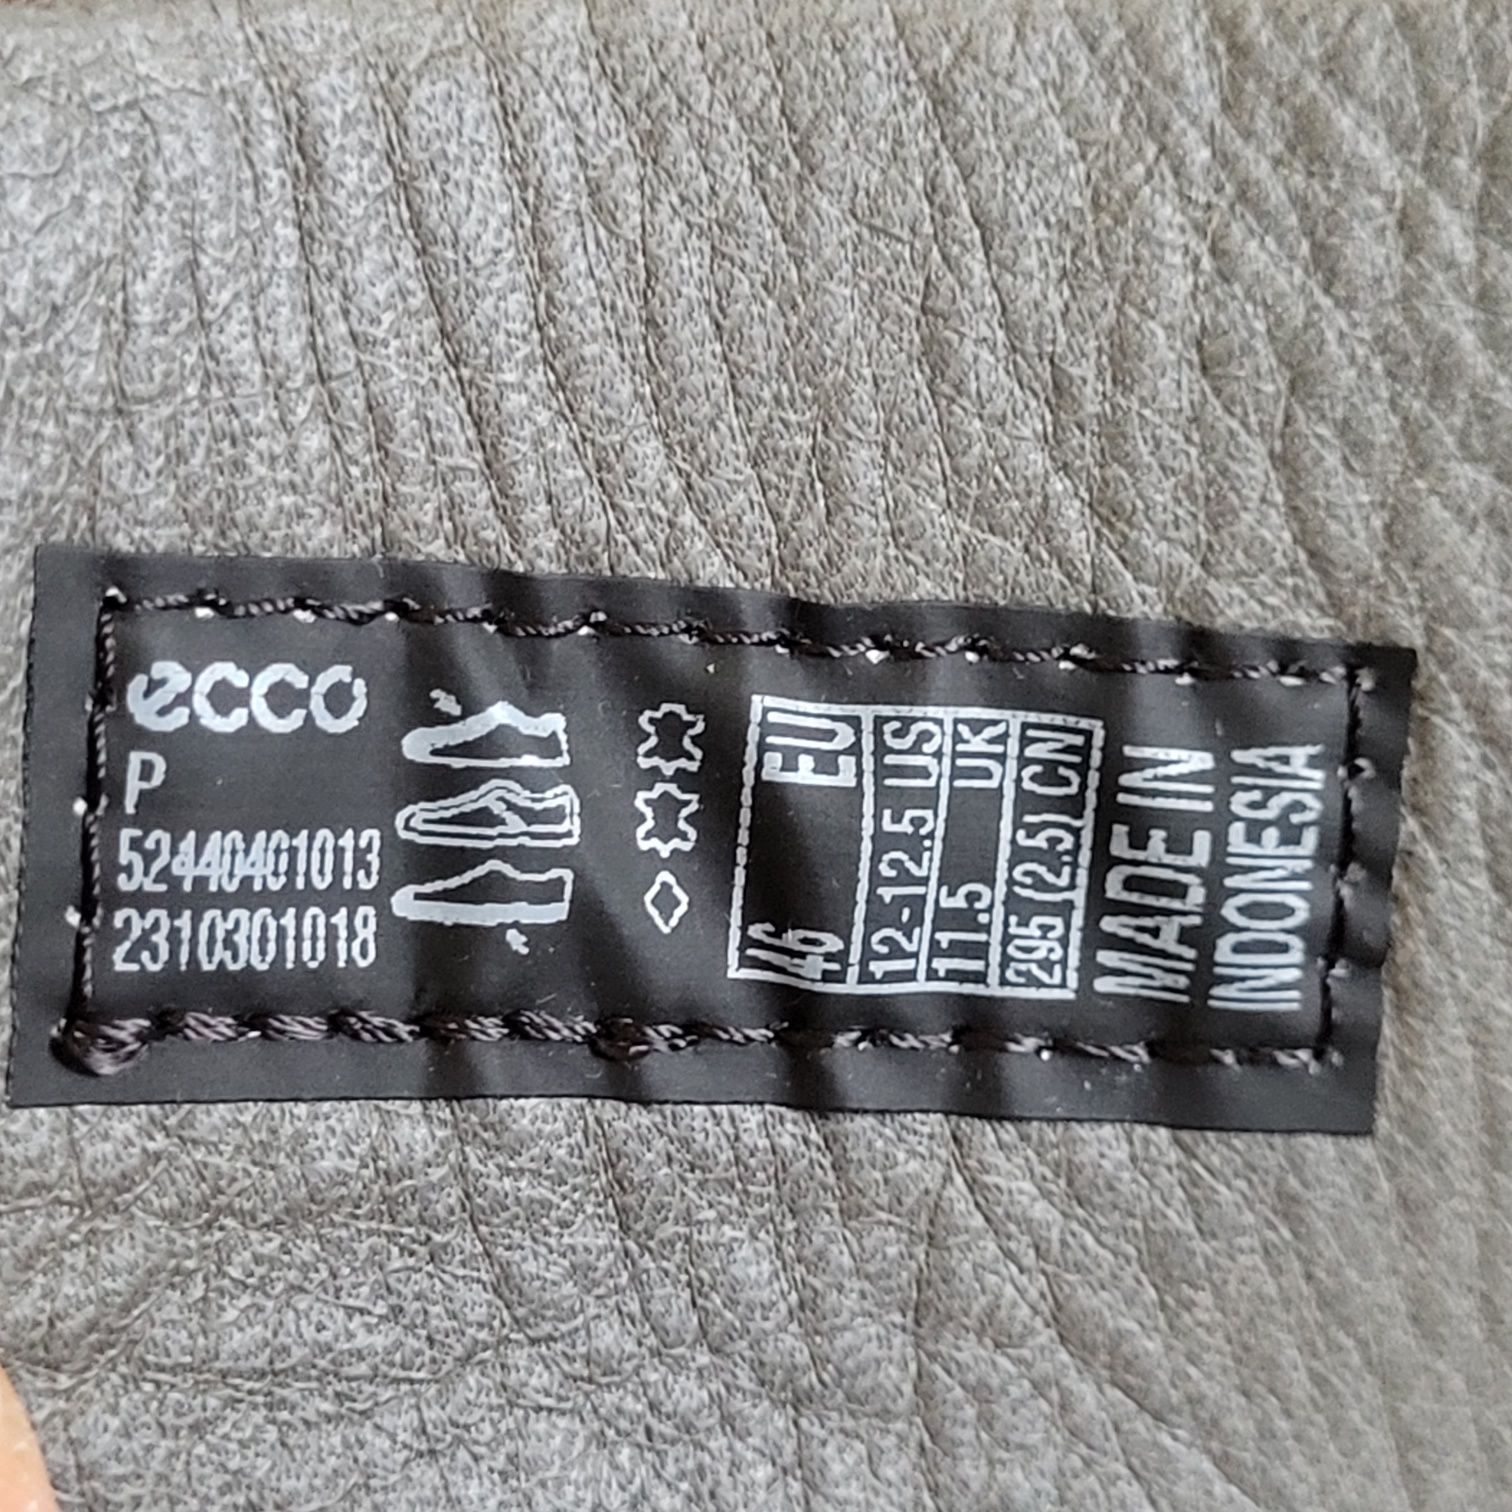 ecco
P
52440401013
2310301018
EU 46
US 12-12.5
UK 11.5
CN 295 (2.5)
MADE IN
INDONESIA